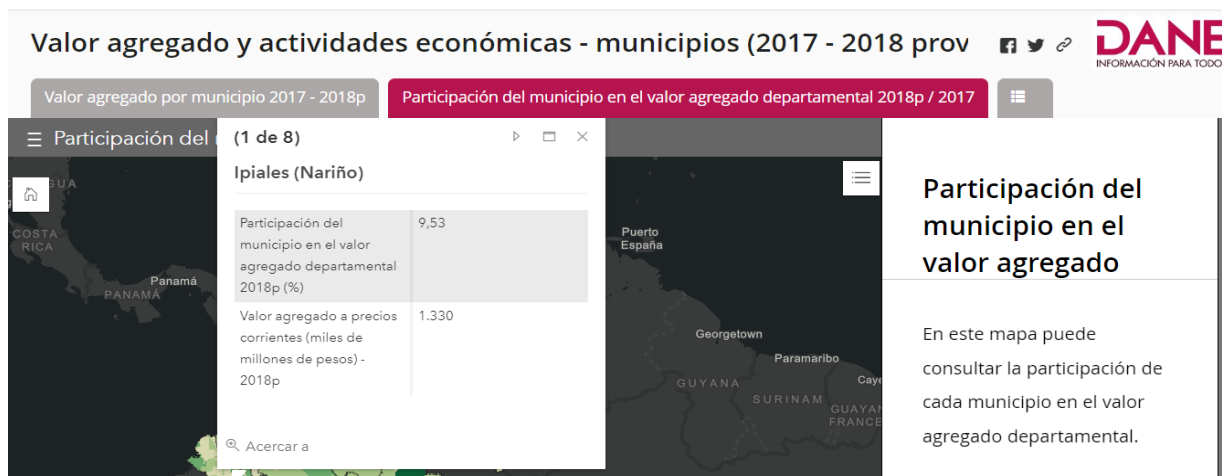 Valor agregado y actividades económicas - municipios (2017 - 2018 prov
DANE
INFORMACIÓN PARA TODO
Valor agregado por municipio 2017 - 2018p
Participación del municipio en el valor agregado departamental 2018p / 2017
Participación del
(1 de 8)
Ipiales (Nariño)
Participación del
municipio en el valor
agregado departamental
2018p (%)
9,53
Valor agregado a precios
corrientes (miles de
millones de pesos) -
2018p
1.330
Acercar a
COSTA
RICA
Panamá
PANAMÁ
Puerto
España
Georgetown
Paramaribo
Caye
GUYANA
SURINAM
GUAYAN
FRANCE
Participación del
municipio en el
valor agregado
En este mapa puede
consultar la participación de
cada municipio en el valor
agregado departamental.